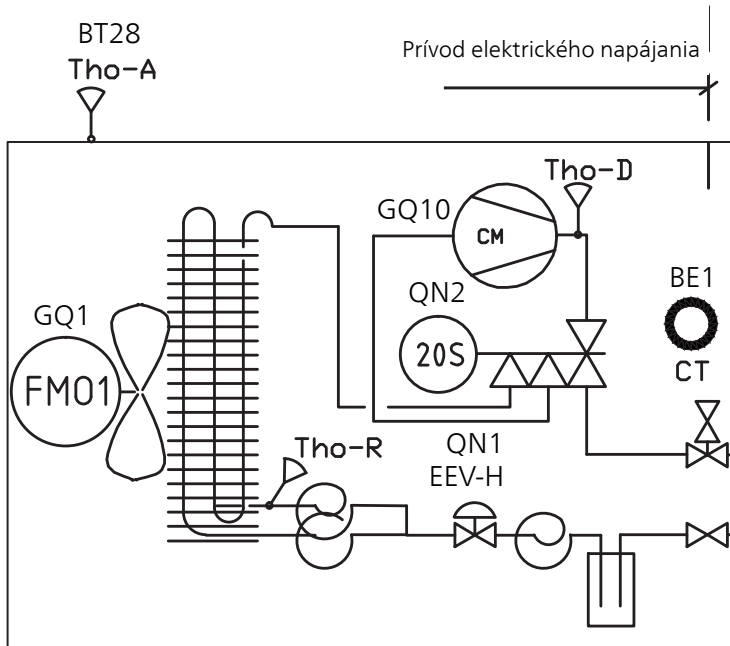 BT28
Tho-A
Prívod elektrického napájania
Tho-D
GQ10
CM
QN2
BE1
GQ1
20S
CT
FM01
Tho-R
QN1
EEV-H